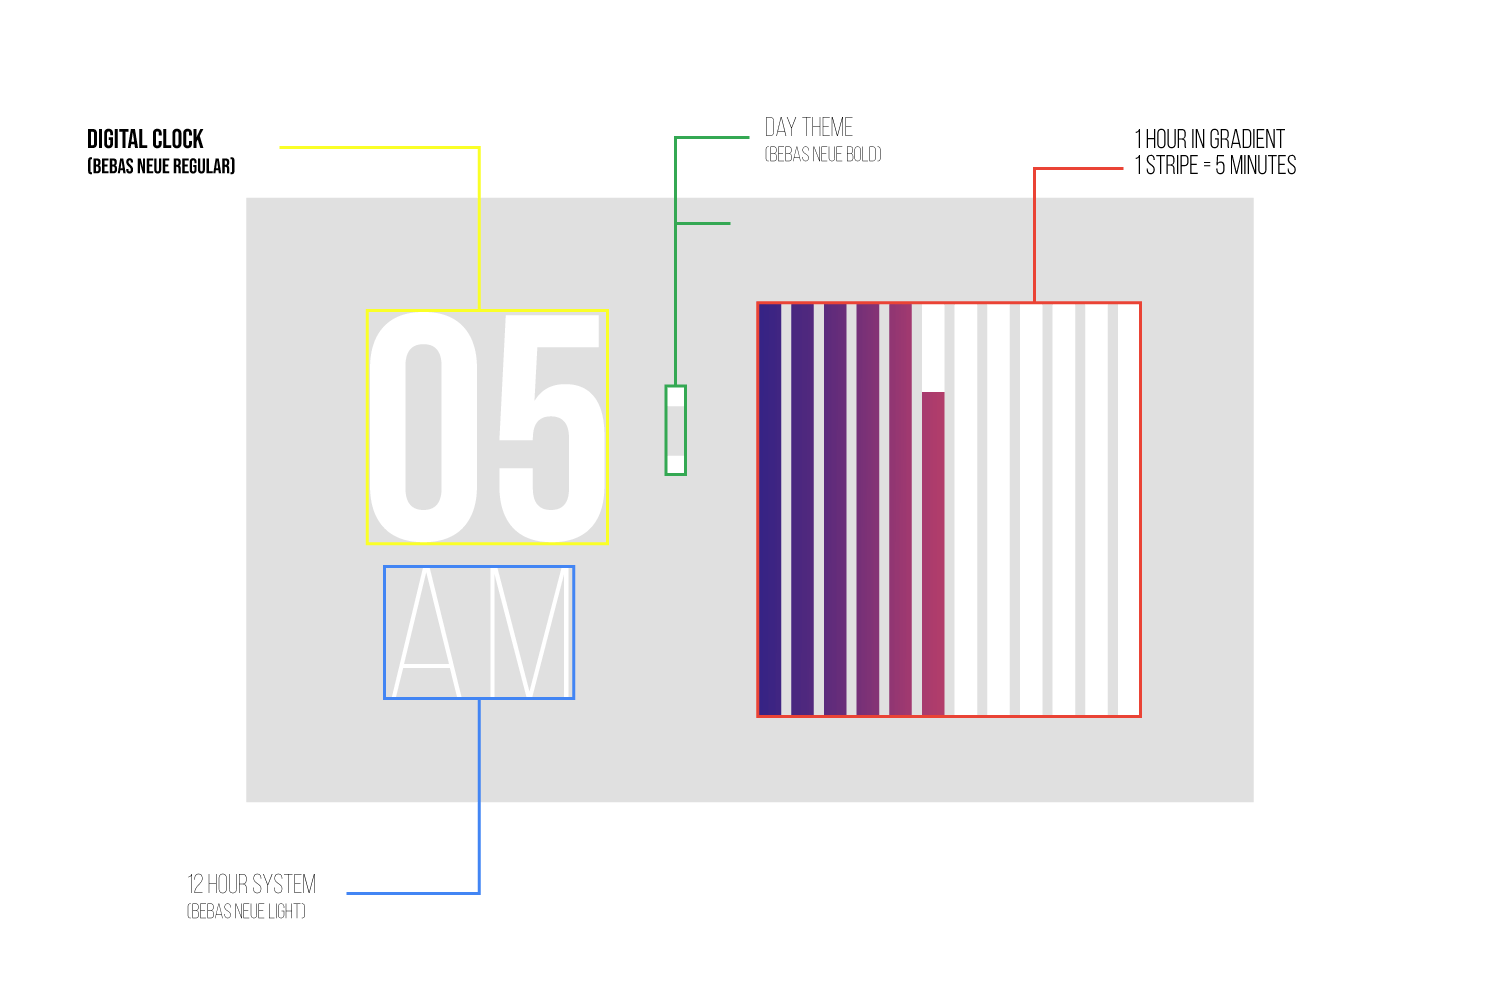 DIGITAL CLOCK
(BEBAS NEUE REGULAR)
DAY THEME
(BEBAS NEUE BOLD)
1 HOUR IN GRADIENT
1 STRIPE = 5 MINUTES
05
:
AM
12 HOUR SYSTEM
(BEBAS NEUE LIGHT)